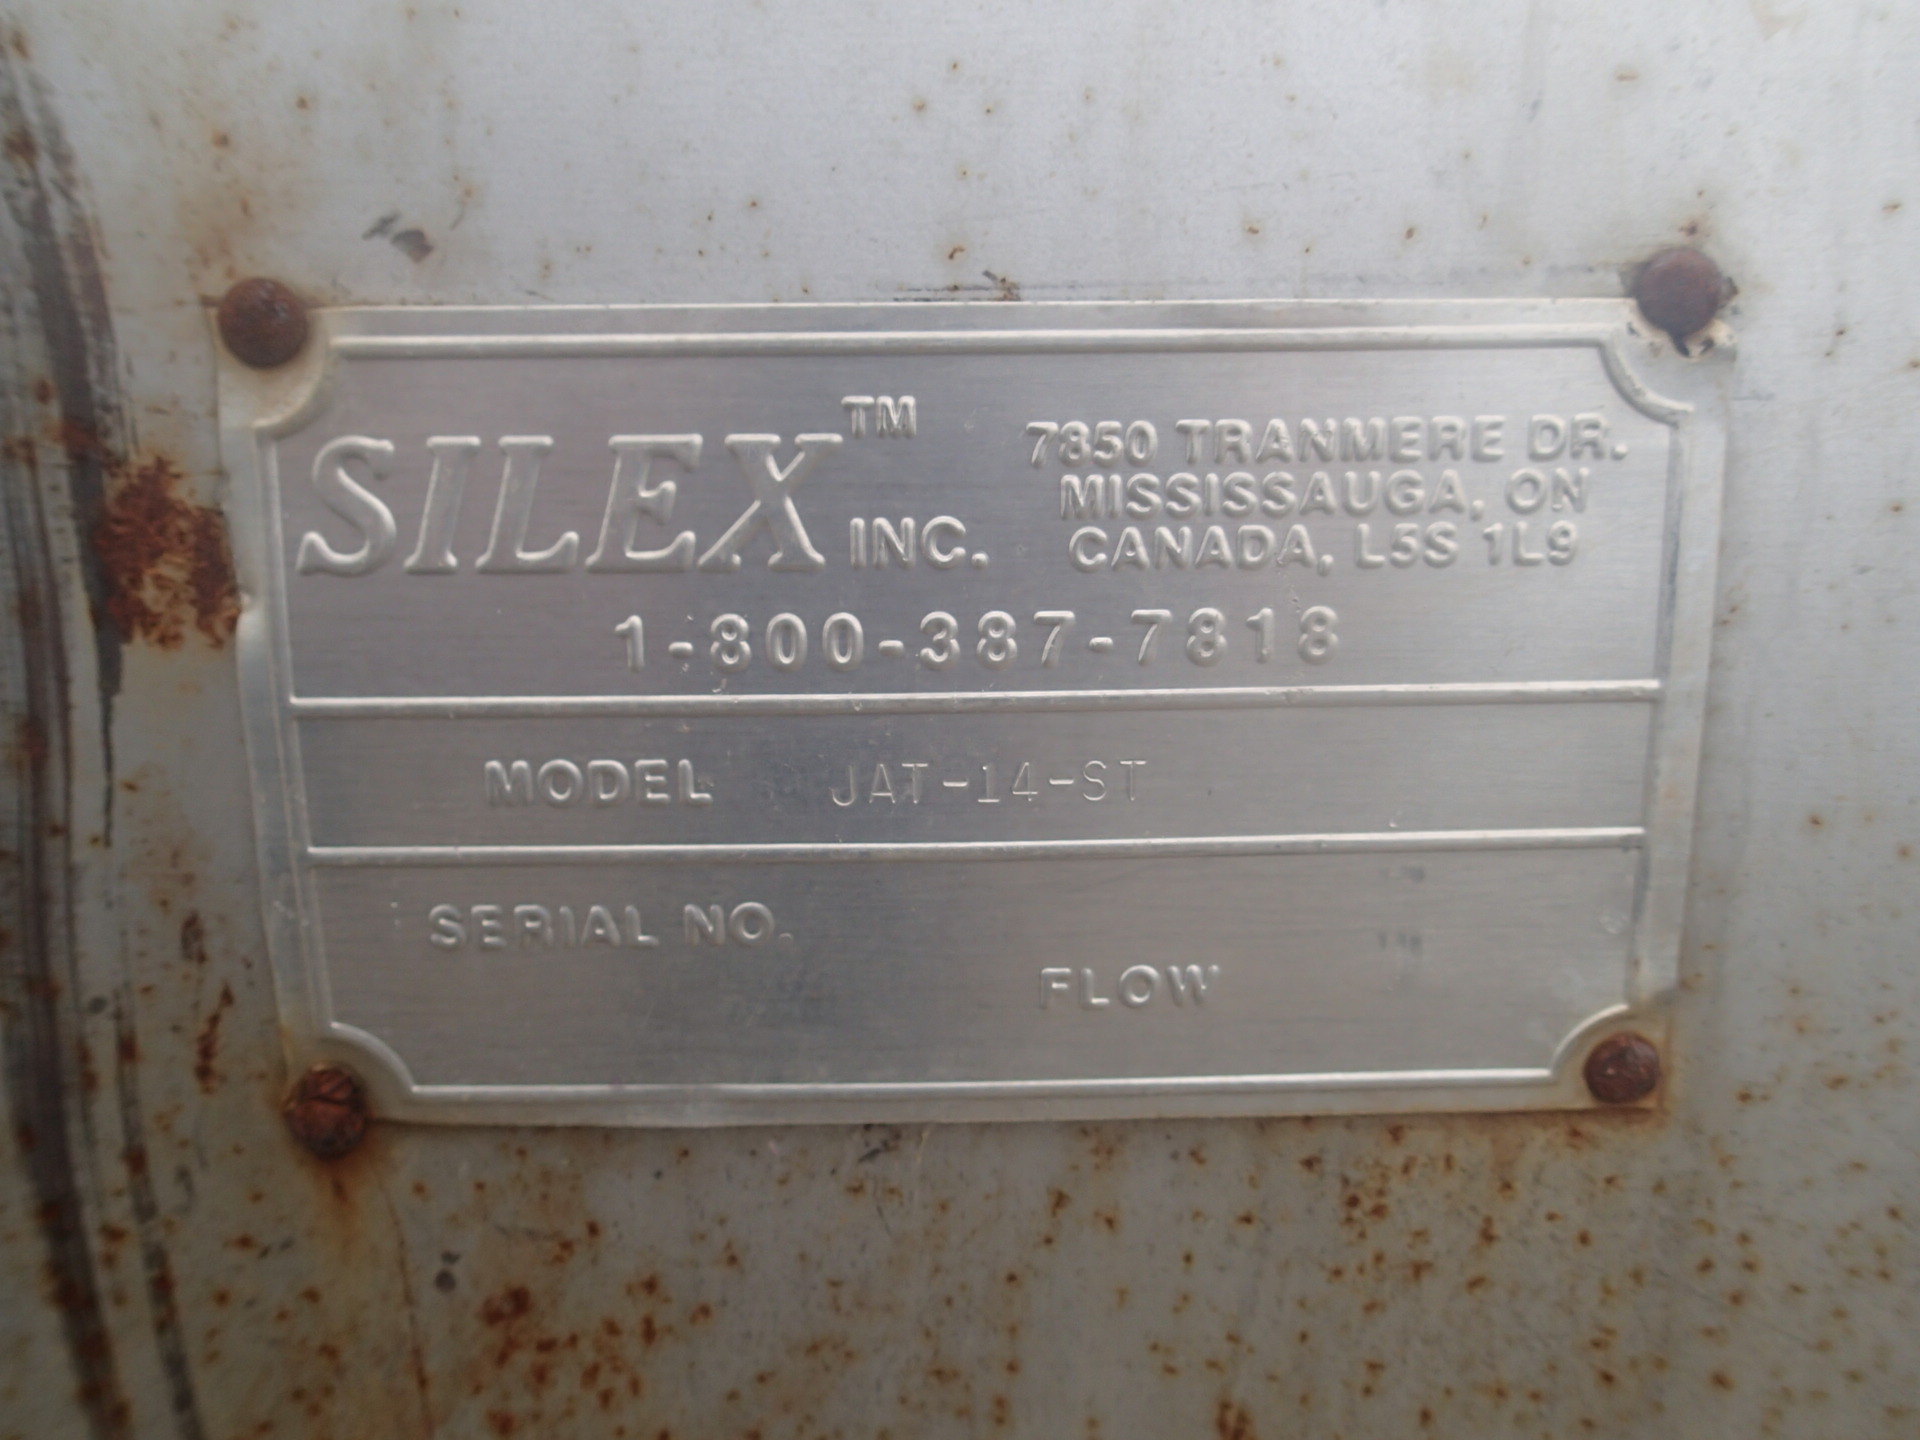 SILEX™ INC.
7850 TRANMERE DR.
MISSISSAUGA, ON
CANADA, L5S 1L9
1-800-387-7818
MODEL JAT-14-ST
SERIAL NO.
FLOW